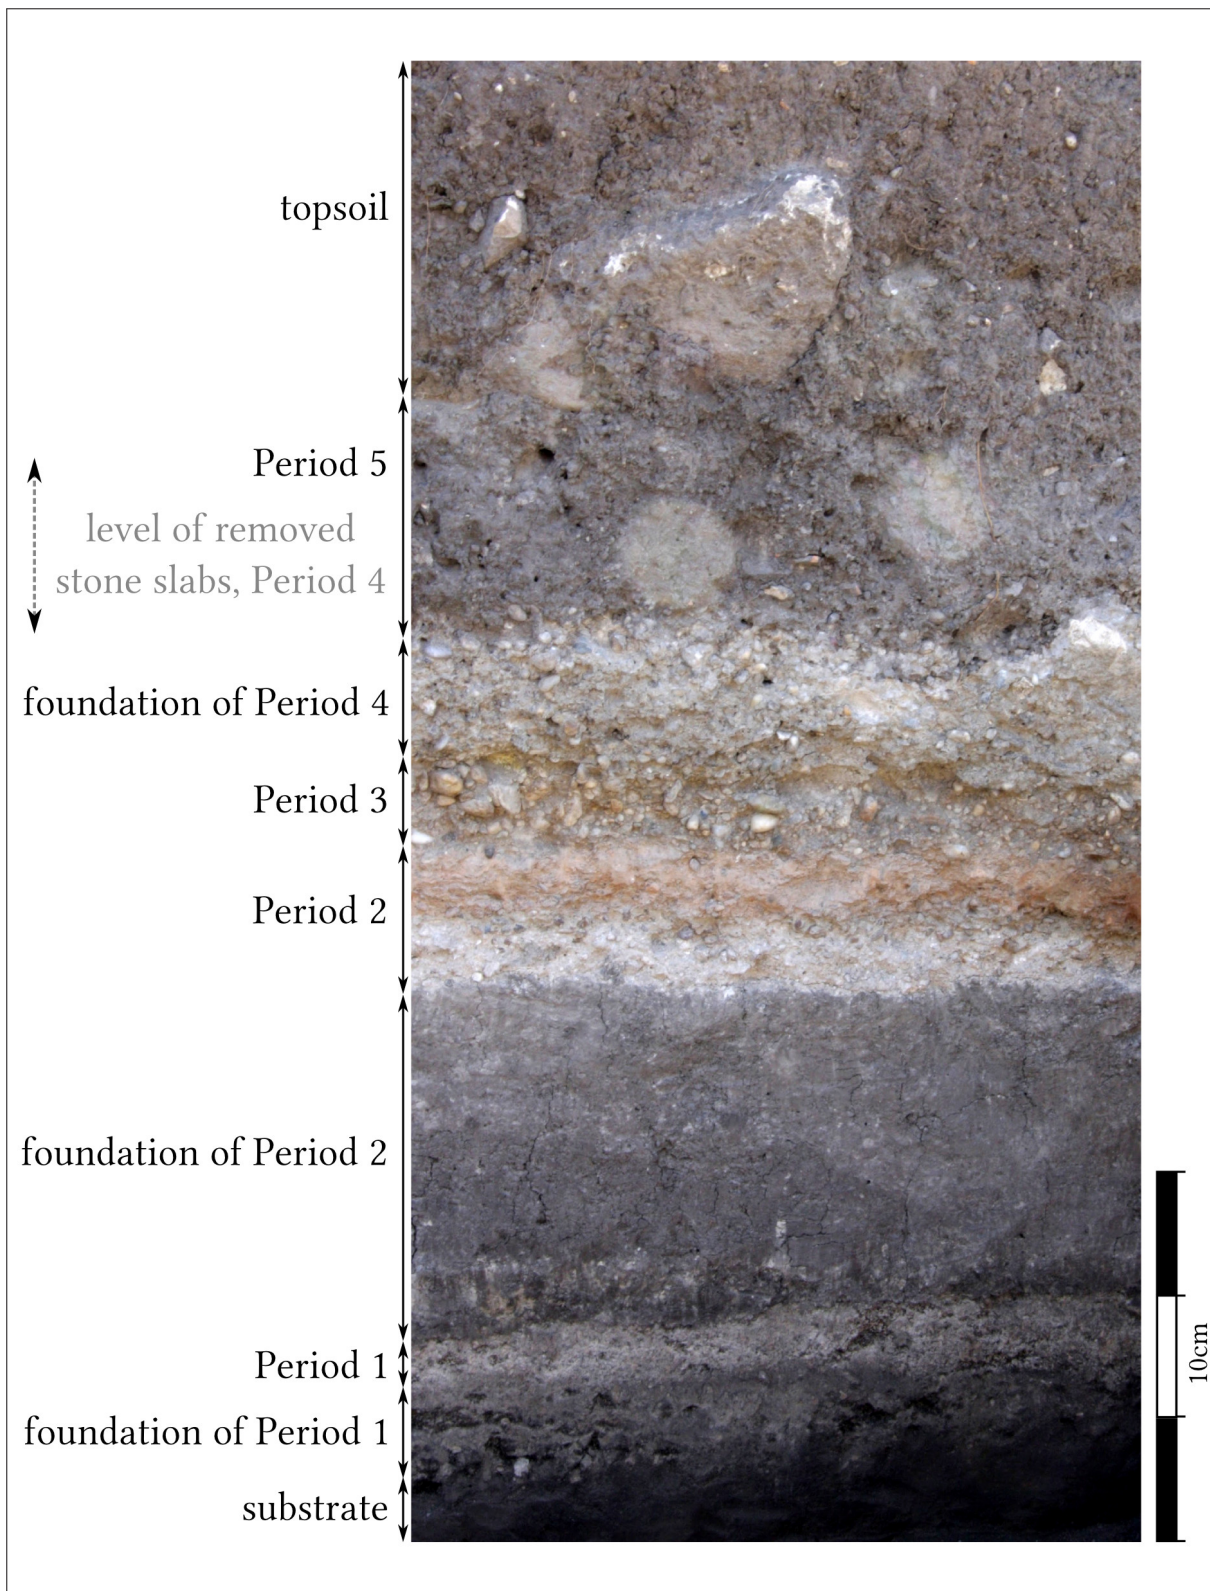 topsoil
Period 5
level of removed
stone slabs, Period 4
foundation of Period 4
Period 3
Period 2
foundation of Period 2
Period 1
foundation of Period 1
substrate
10cm